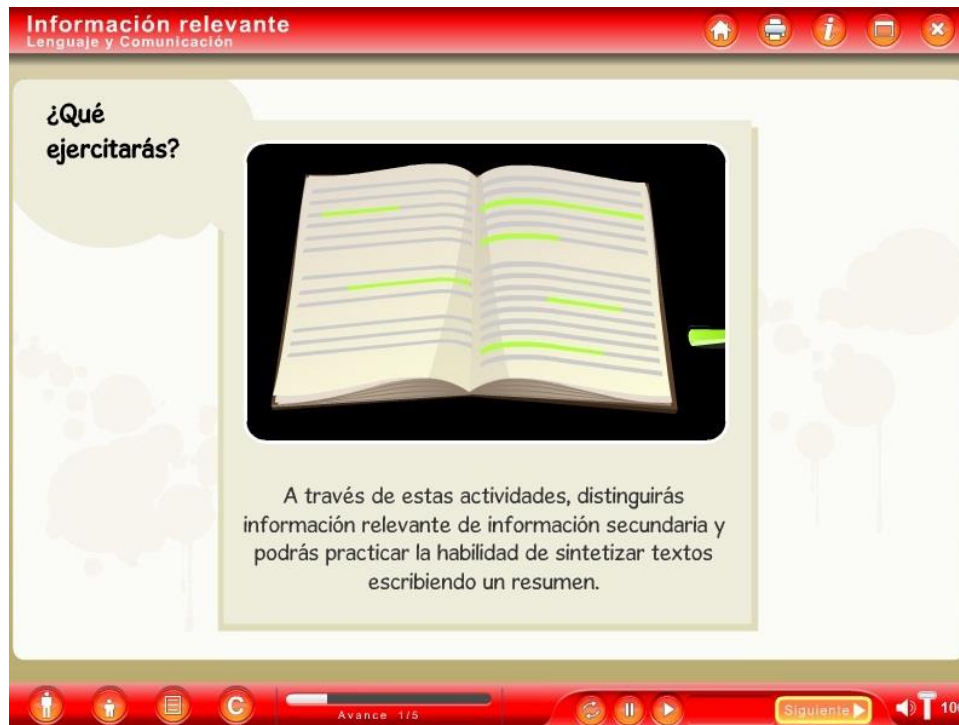 Información relevante
Lenguaje y Comunicación
¿Qué
ejercitarás?
A través de estas actividades, distinguirás
información relevante de información secundaria y
podrás practicar la habilidad de sintetizar textos
escribiendo un resumen.
C
Avance 1/5
Siguiente